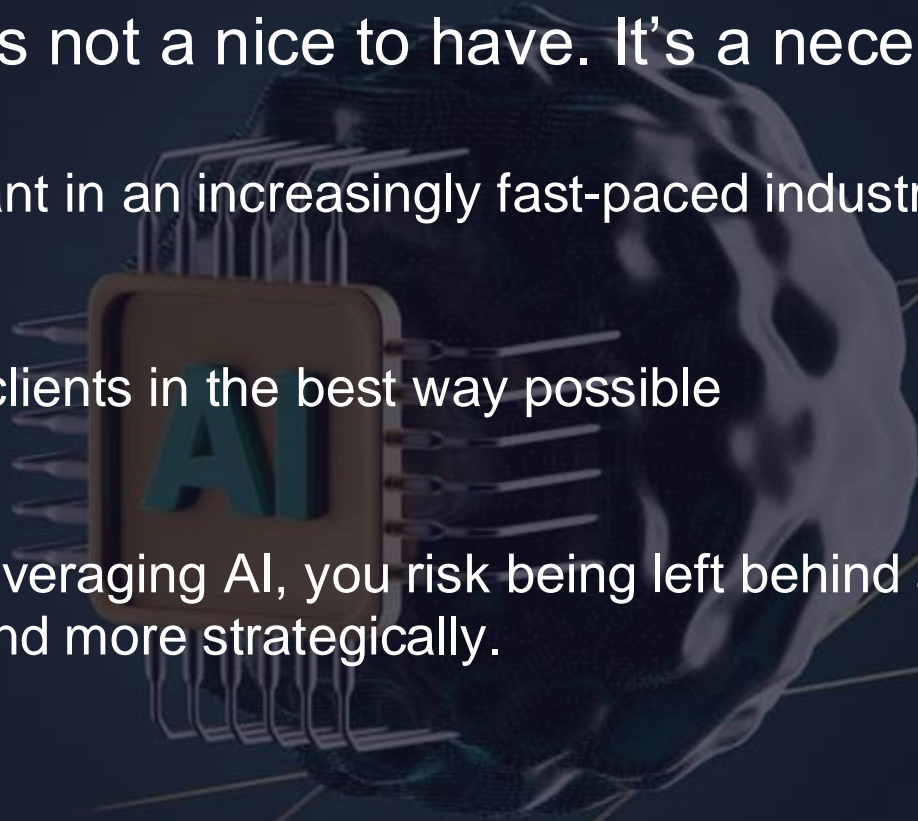 s not a nice to have. It’s a nece
nt in an increasingly fast-paced industr
clients in the best way possible
AI
veraging AI, you risk being left behind
nd more strategically.